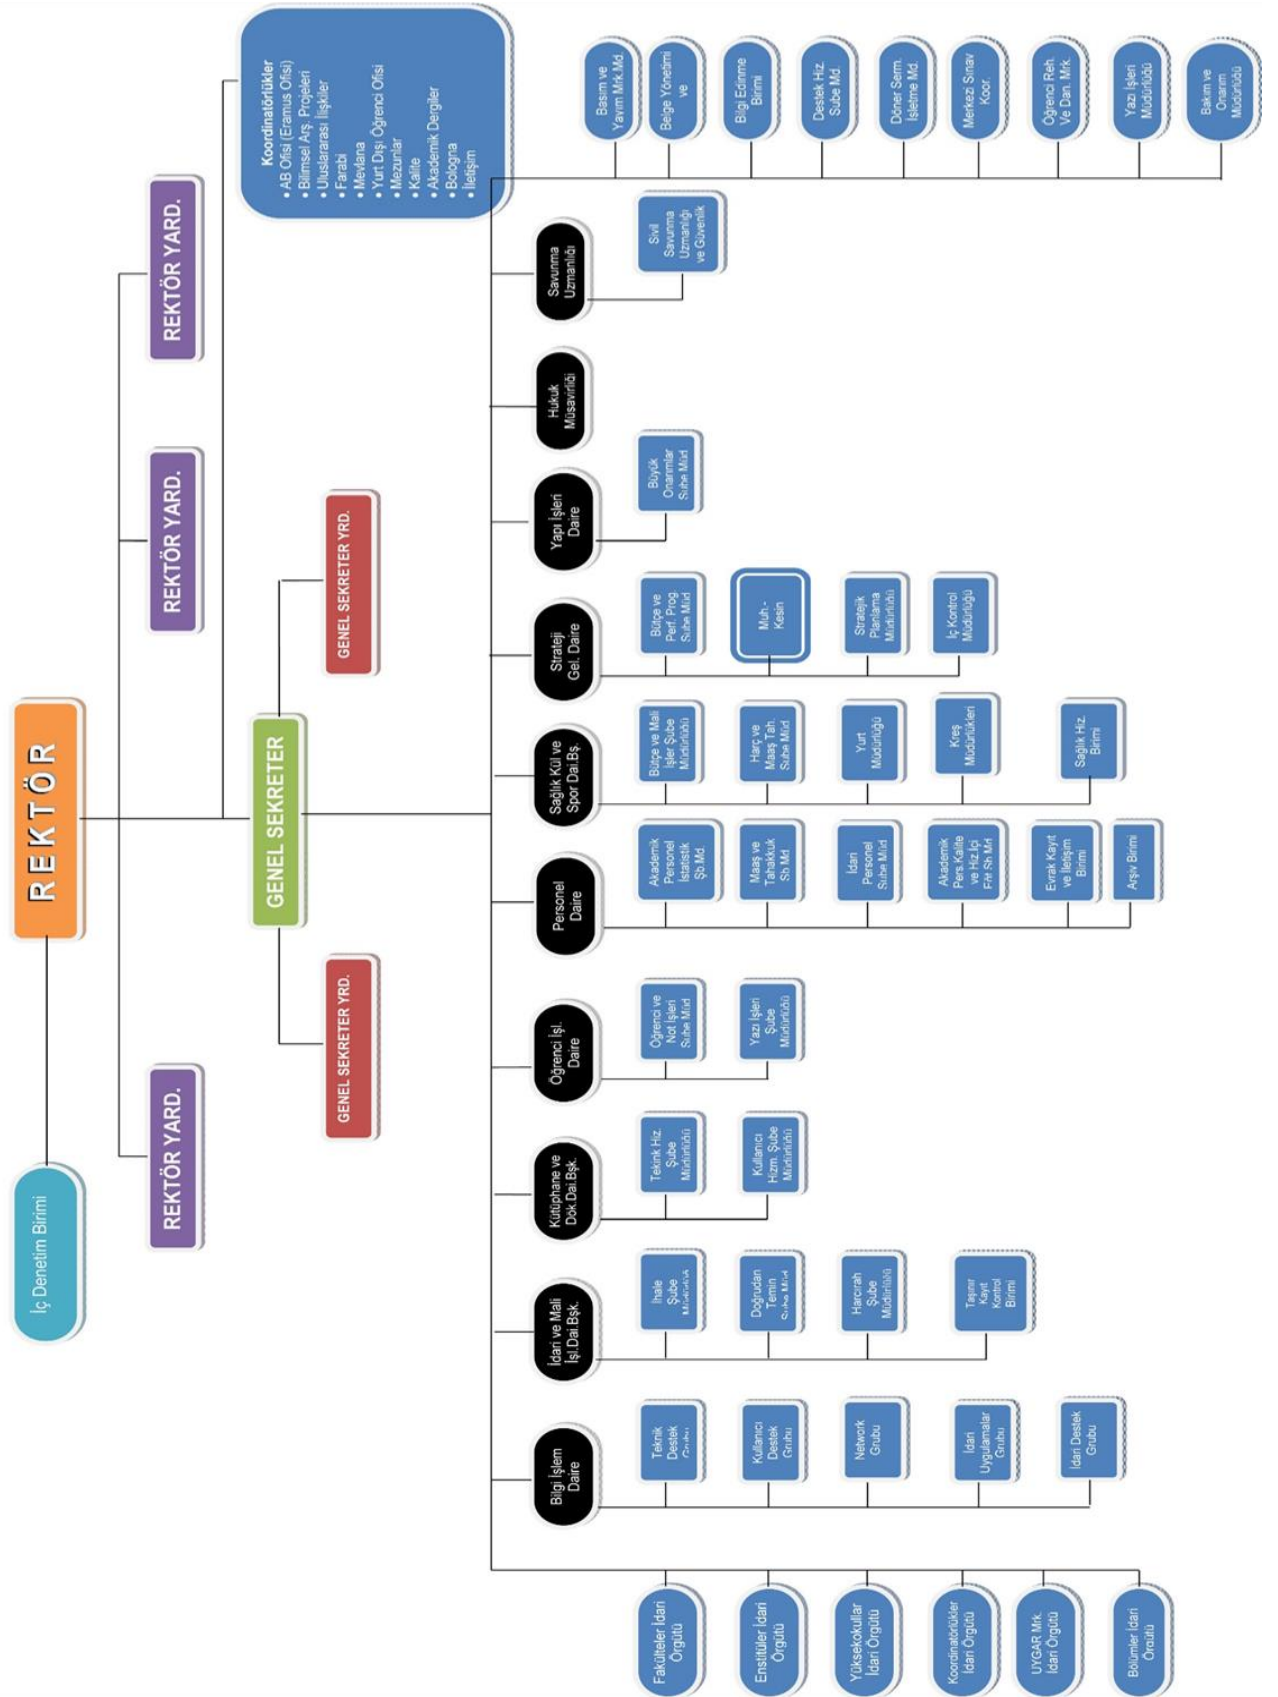 REKTÖR
İç Denetim Birimi
REKTÖR YARD.
REKTÖR YARD.
REKTÖR YARD.
Koordinatörlükler
• AB Ofisi (Eramus Ofisi)
• Bilimsel Arş. Projeleri
• Uluslararası İlişkiler
• Farabi
• Mevlana
• Yurt Dışı Öğrenci Ofisi
• Mezunlar
• Kalite
• Akademik Dergiler
• Bologna
• İletişim
GENEL SEKRETER
GENEL SEKRETER YRD.
GENEL SEKRETER YRD.
Bilgi İşlem
Daire
İdari ve Mali
İşl.Dai.Bşk.
Kütüphane ve
Dök.Dai.Bşk.
Öğrenci İşl.
Daire
Personel
Daire
Sağlık Kül ve
Spor Dai.Bş.
Strateji
Gel. Daire
Yapı İşleri
Daire
Hukuk
Müşavirliği
Savunma
Uzmanlığı
Fakülteler İdari
Örgütü
Enstitüler İdari
Örgütü
Yüksekokullar
İdari Örgütü
Koordinatörlükler
İdari Örgütü
UYGAR Mrk.
İdari Örgütü
Bölümler İdari
Örgütü
Teknik
Destek
Grubu
Kullanıcı
Destek
Grubu
Network
Grubu
İdari
Uygulamalar
Grubu
İdari Destek
Grubu
İhale
Şube
Müdürlüğü
Doğrudan
Temin
Şube Müd
Harcırah
Şube
Müdürlüğü
Taşınır
Kayıt
Kontrol
Birimi
Tekink Hiz.
Şube
Müdürlüğü
Kullanıcı
Hizm. Şube
Müdürlüğü
Öğrenci ve
Not İşleri
Şube Müd
Yazı İşleri
Şube
Müdürlüğü
Akademik
Personel
İstatistik
Şb.Md.
Maaş ve
Tahakkuk
Şb.Md.
İdari
Personel
Şube Müd
Akademik
Pers.Kalite
ve Hiz.İçi
Eğt.Şb.Md
Evrak Kayıt
ve İletişim
Birimi
Arşiv Birimi
Bütçe ve Mali
İşler Şube
Müdürlüğü
Harç ve
Maaş Tah.
Şube Müd
Yurt
Müdürlüğü
Kreş
Müdürlükleri
Sağlık Hiz.
Birimi
Bütçe ve
Perf. Prog.
Şube Müd
Muh.-
Kesin
Stratejik
Planlama
Müdürlüğü
İç Kontrol
Müdürlüğü
Büyük
Onarımlar
Şube Müd
Sivil
Savunma
Uzmanlığı
ve Güvenlik
Basım ve
Yayım Mrk.Md.
Belge Yönetimi
ve
Bilgi Edinme
Birimi
Destek Hiz.
Şube Md.
Döner Serm.
İşletme Md.
Merkezi Sınav
Koor.
Öğrenci Reh.
Ve Dan. Mrk.
Yazı İşleri
Müdürlüğü
Bakım ve
Onarım
Müdürlüğü